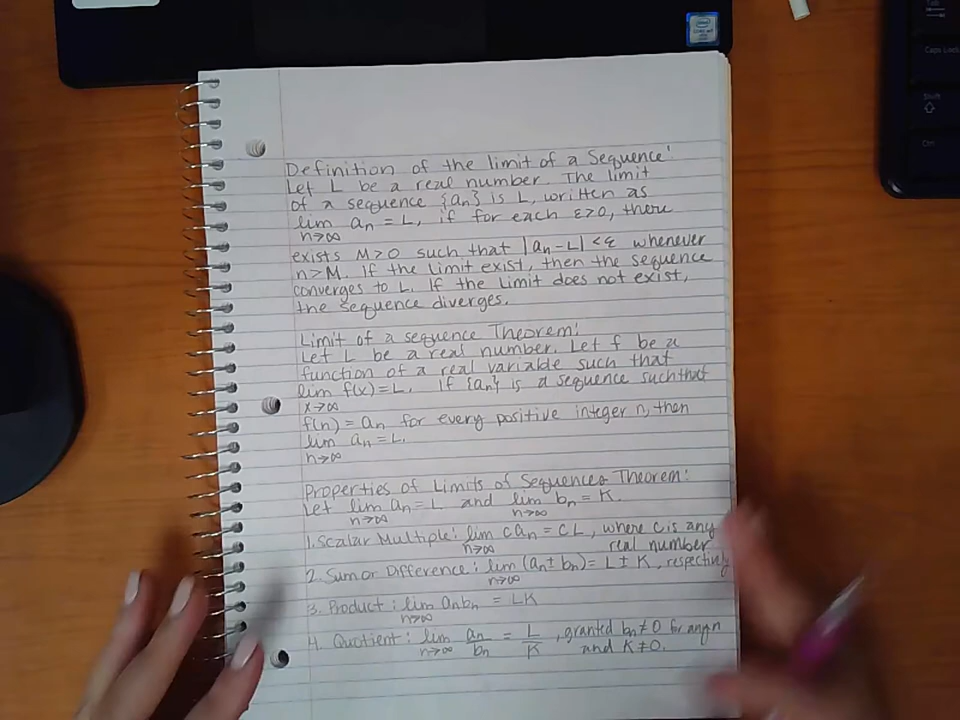 Definition of the limit of a Sequence:
Let L be a real number. The limit
of a sequence {an} is L, written as
lim an = L, if for each ε>0, there
n→∞
exists M>0 such that |an-L|<ε whenever
n>M. If the limit exist, then the sequence
converges to L. If the limit does not exist,
the sequence diverges.
Limit of a sequence Theorem:
Let L be a real number. Let f be a
function of a real variable such that
lim f(x)=L. If {an} is a sequence such that
x→∞
f(n) = an for every positive integer n, then
lim an = L.
n→∞
Properties of Limits of Sequences Theorem:
Let lim an = L and lim bn = K.
n→∞ n→∞
1. Scalar Multiple: lim can = CL, where c is any
n→∞ real number
2. Sum or Difference: lim (an ± bn) = L ± K, respectively
n→∞
3. Product: lim anbn = LK
n→∞
4. Quotient: lim an/bn = L/K, granted bn≠0 for any n
n→∞ and K≠0.
intel
Tab
Caps Lock
Shift